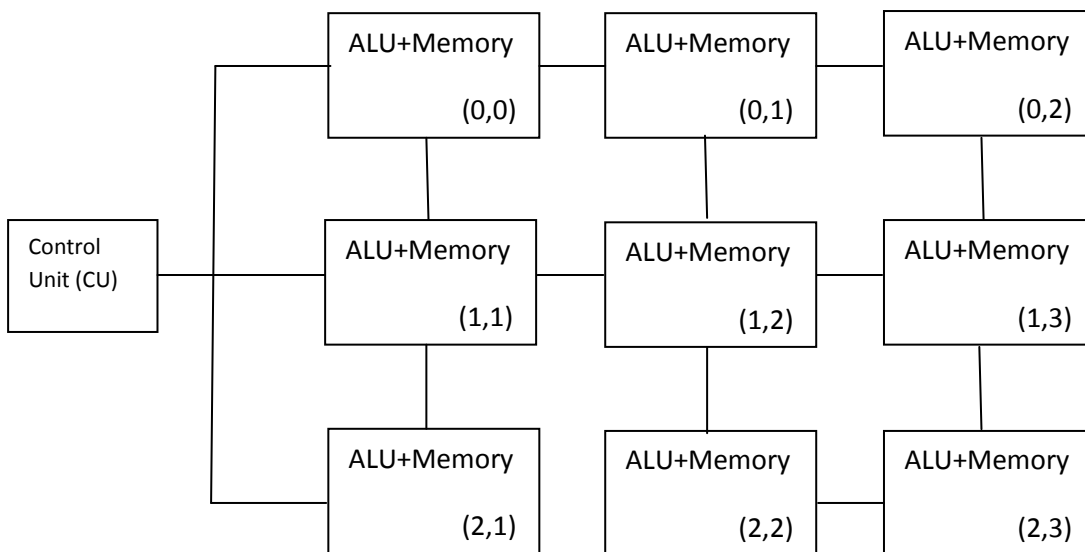 ALU+Memory
(0,0)
ALU+Memory
(0,1)
ALU+Memory
(0,2)
Control
Unit (CU)
ALU+Memory
(1,1)
ALU+Memory
(1,2)
ALU+Memory
(1,3)
ALU+Memory
(2,1)
ALU+Memory
(2,2)
ALU+Memory
(2,3)